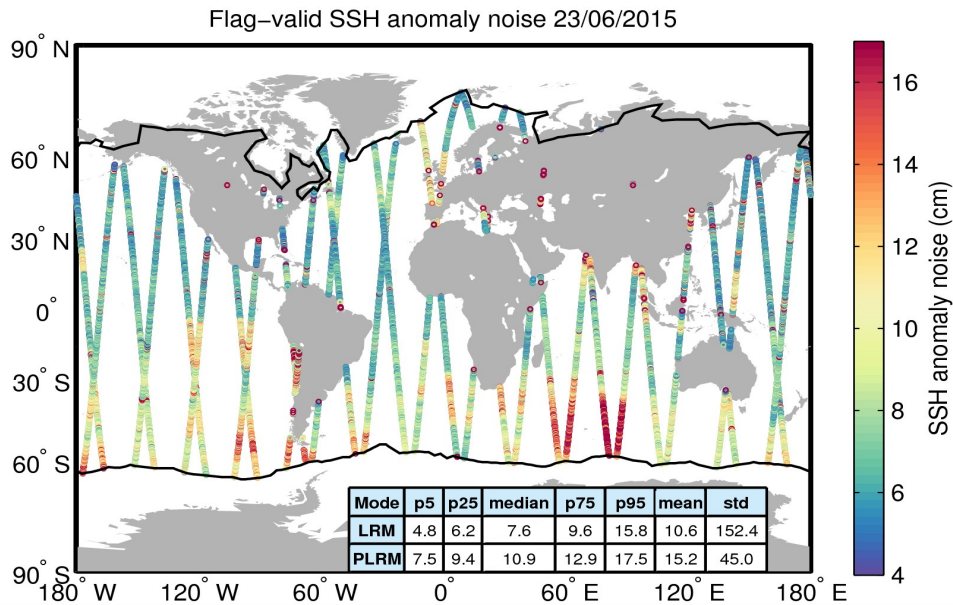 Flag−valid SSH anomaly noise 23/06/2015
90° N
60° N
30° N
0°
30° S
60° S
90° S
180° W
120° W
60° W
0°
60° E
120° E
180° E
Mode p5 p25 median p75 p95 mean std
LRM 4.8 6.2 7.6 9.6 15.8 10.6 152.4
PLRM 7.5 9.4 10.9 12.9 17.5 15.2 45.0
16
14
12
10
8
6
4
SSH anomaly noise (cm)